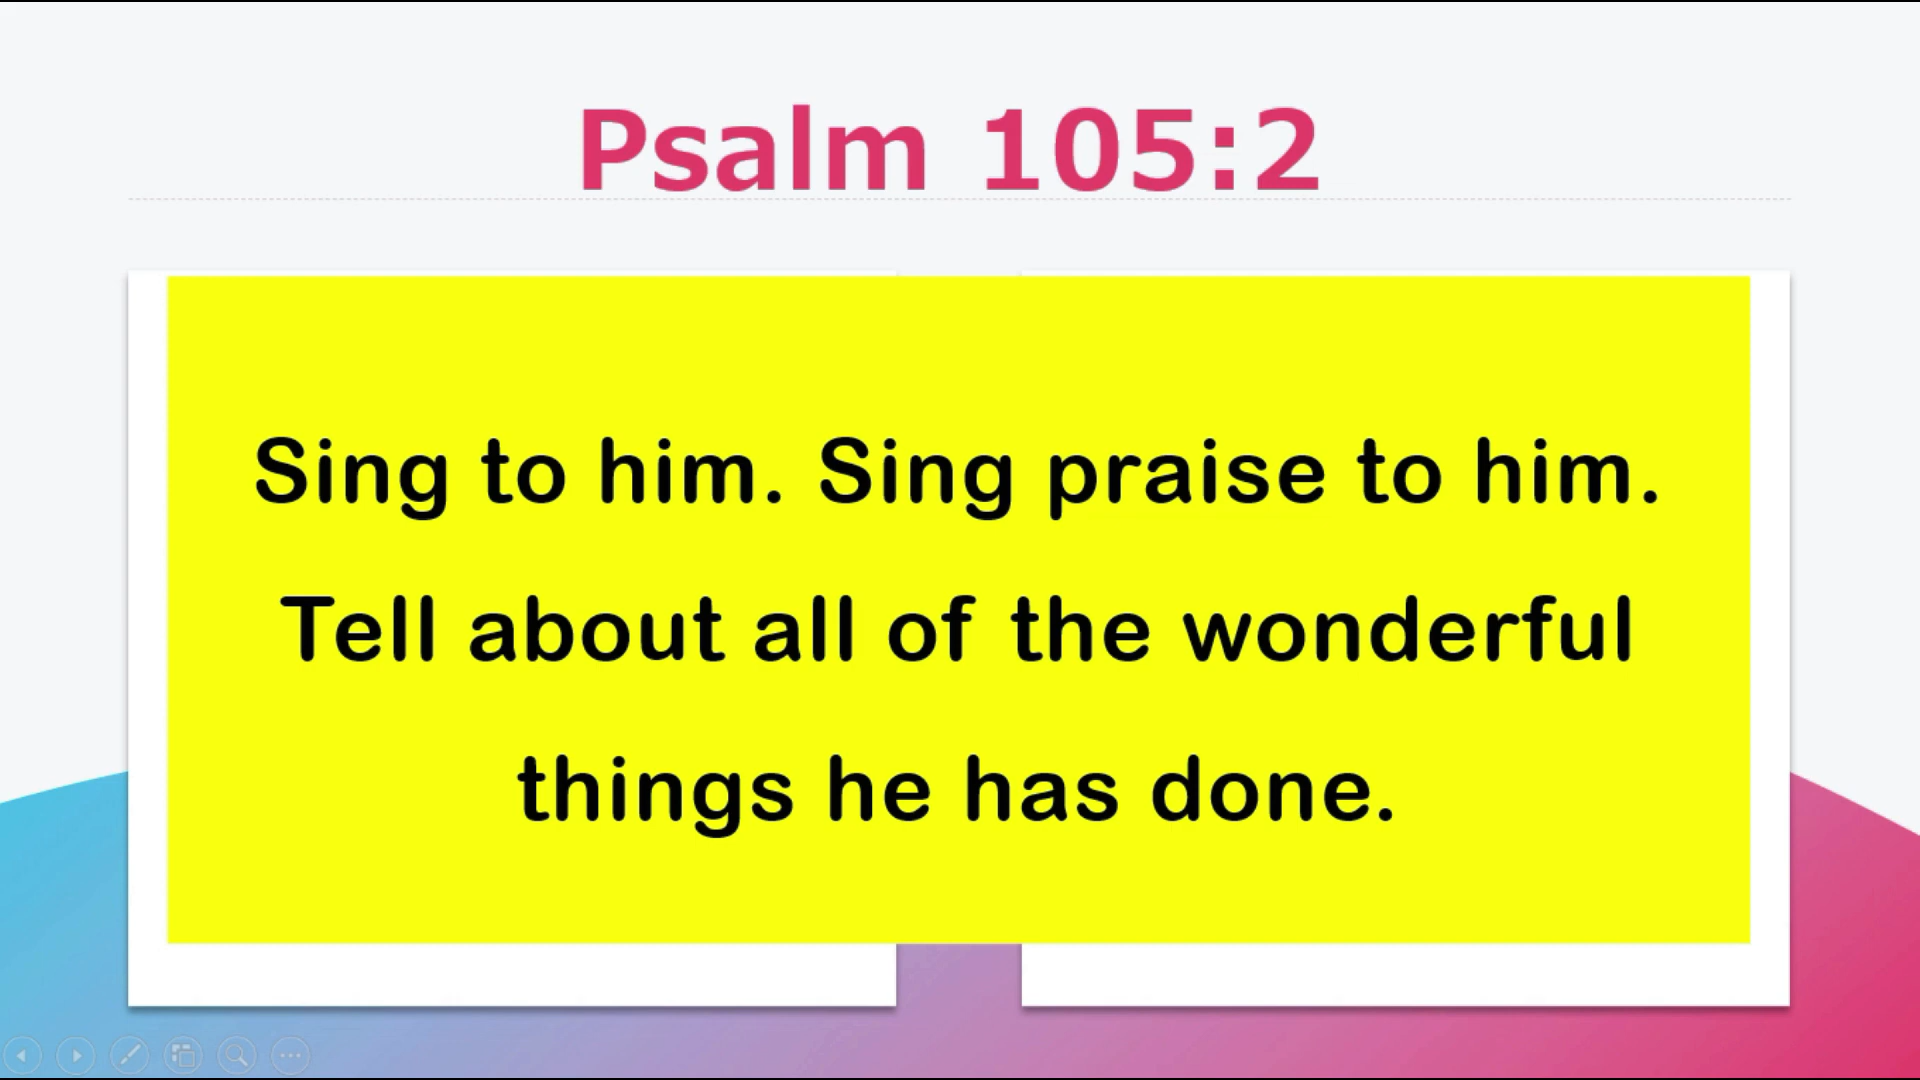 Psalm 105:2
Sing to him. Sing praise to him.
Tell about all of the wonderful
things he has done.